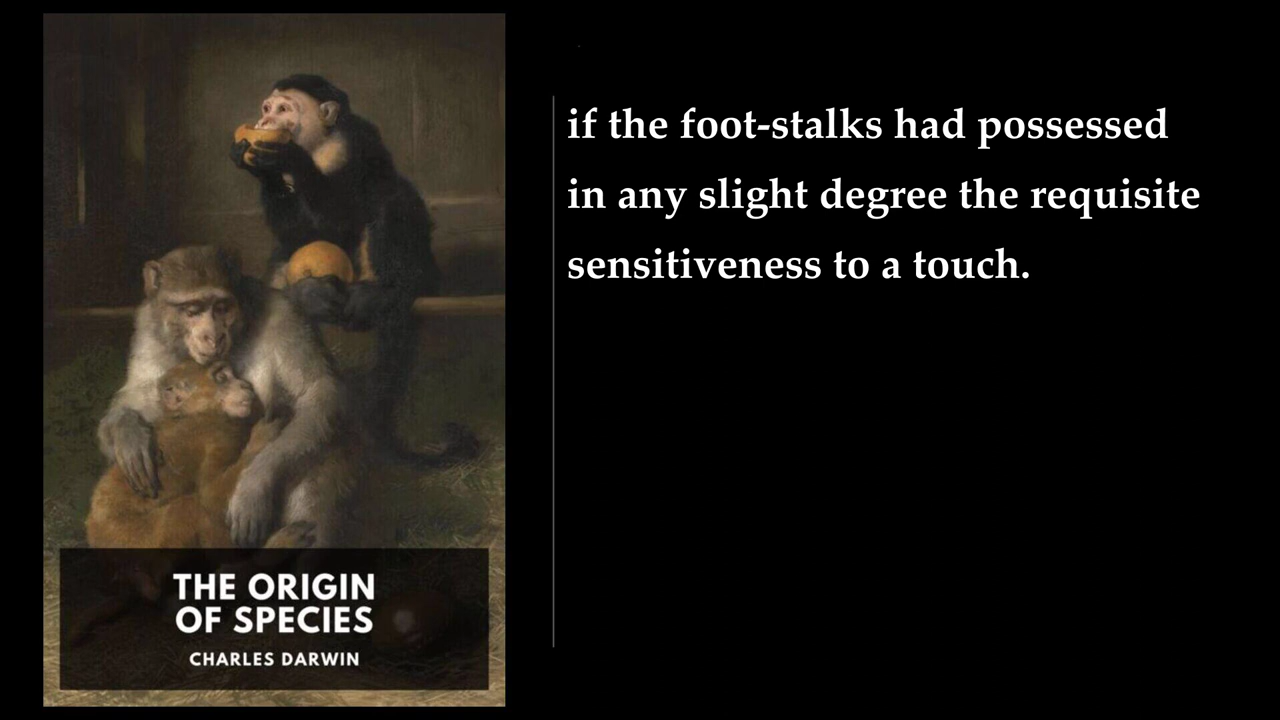 if the foot-stalks had possessed
in any slight degree the requisite
sensitiveness to a touch.
THE ORIGIN
OF SPECIES
CHARLES DARWIN